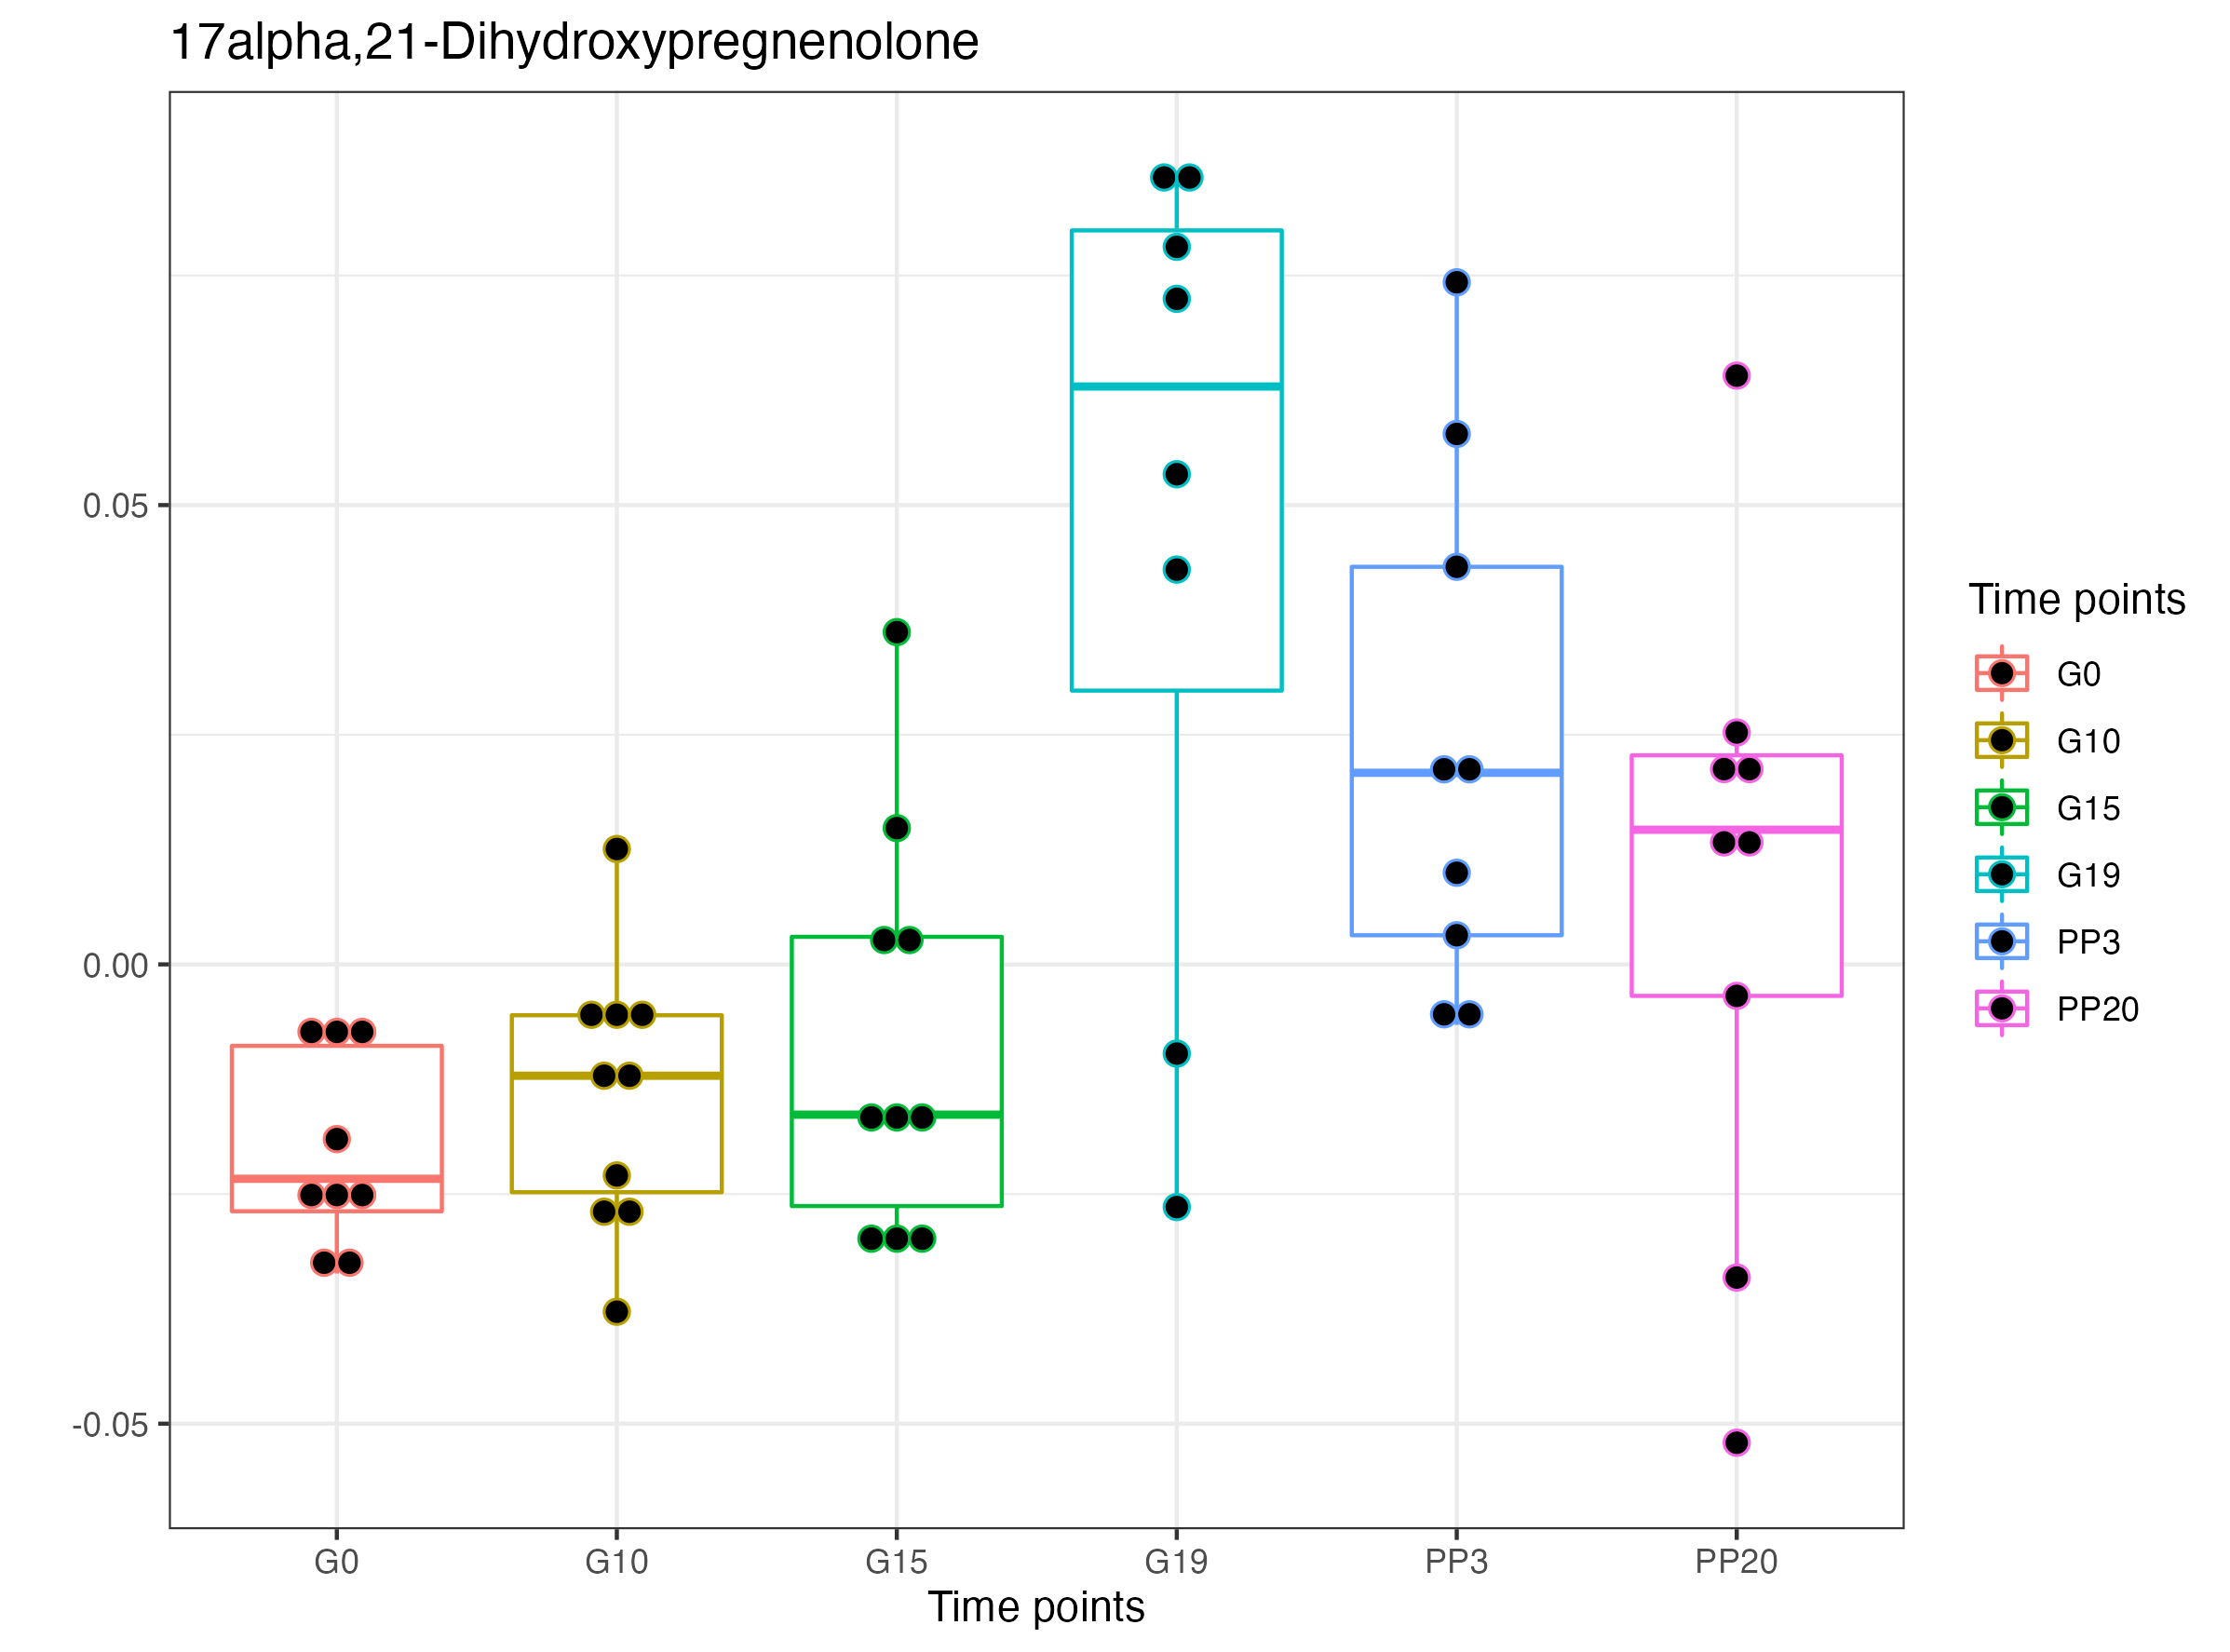 17alpha,21-Dihydroxypregnenolone
0.05
0.00
-0.05
G0 G10 G15 G19 PP3 PP20
Time points
Time points
G0
G10
G15
G19
PP3
PP20